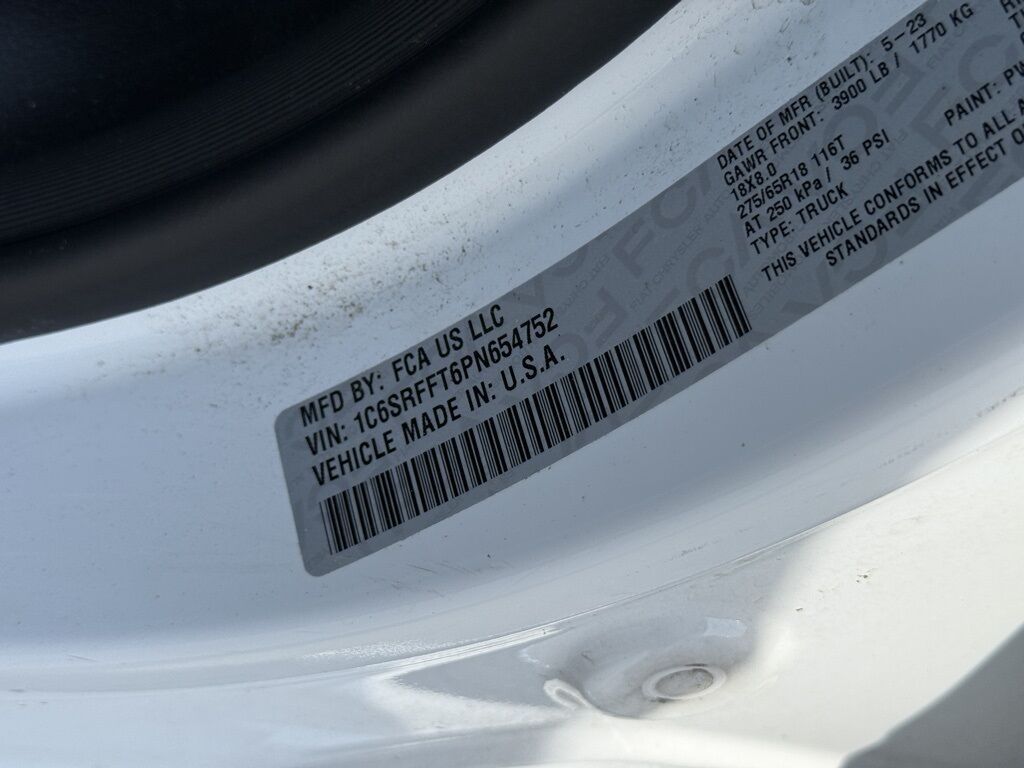 MFD BY: FCA US LLC
VIN: 1C6SRFFT6PN654752
VEHICLE MADE IN: U.S.A.
DATE OF MFR (BUILT): 5-23
GAWR FRONT: 3900 LB / 1770 KG
18X8.0
275/65R18 116T
AT 250 kPa / 36 PSI
TYPE: TRUCK
PAINT: PW
THIS VEHICLE CONFORMS TO ALL A
STANDARDS IN EFFECT O